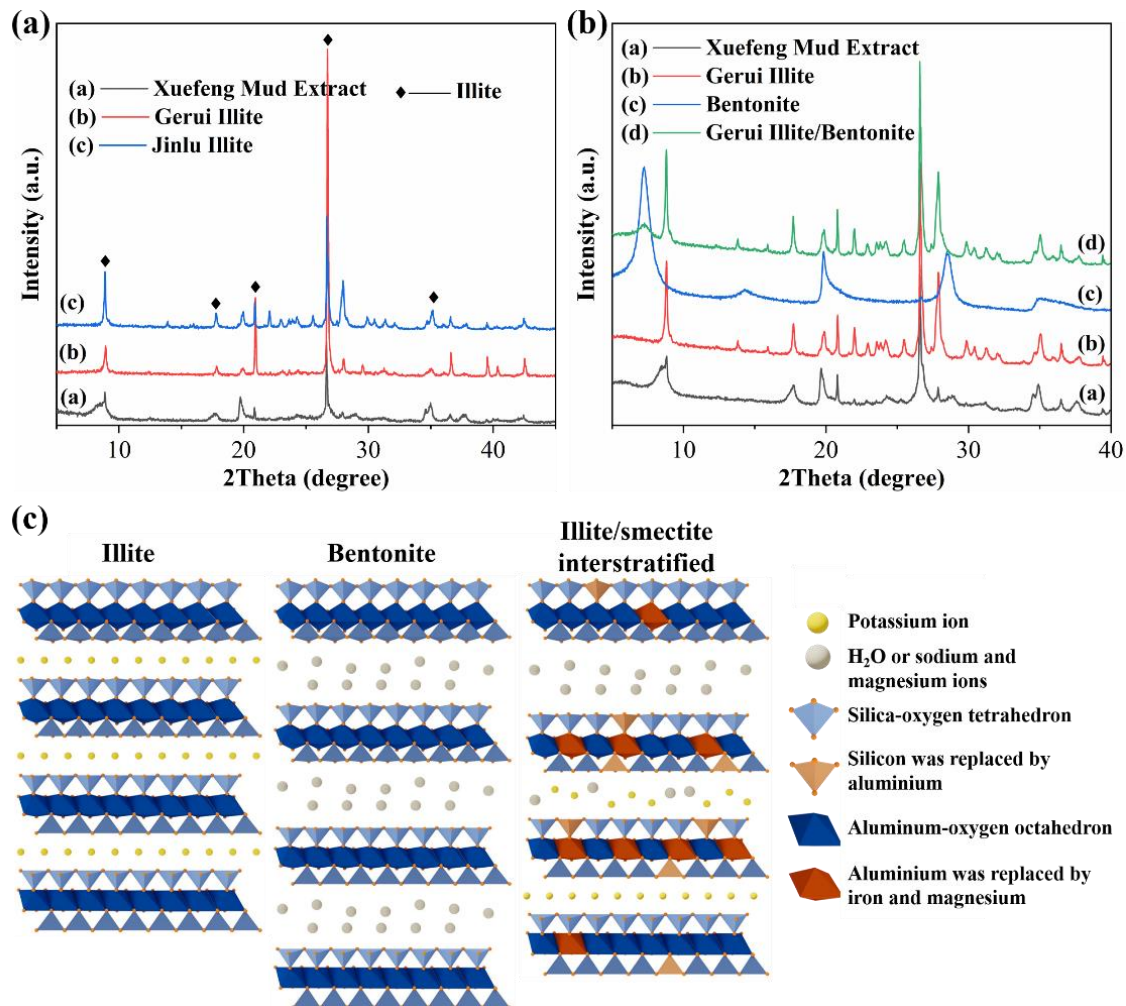 (a)
(a) Xuefeng Mud Extract
(b) Gerui Illite
(c) Jinlu Illite
Illite
(c)
(b)
(a)
Intensity (a.u.)
10 20 30 40
2Theta (degree)
(b)
(a) Xuefeng Mud Extract
(b) Gerui Illite
(c) Bentonite
(d) Gerui Illite/Bentonite
(d)
(c)
(b)
(a)
Intensity (a.u.)
10 20 30 40
2Theta (degree)
(c)
Illite
Bentonite
Illite/smectite
interstratified
Potassium ion
H₂O or sodium and
magnesium ions
Silica-oxygen tetrahedron
Silicon was replaced by
aluminium
Aluminum-oxygen octahedron
Aluminium was replaced by
iron and magnesium